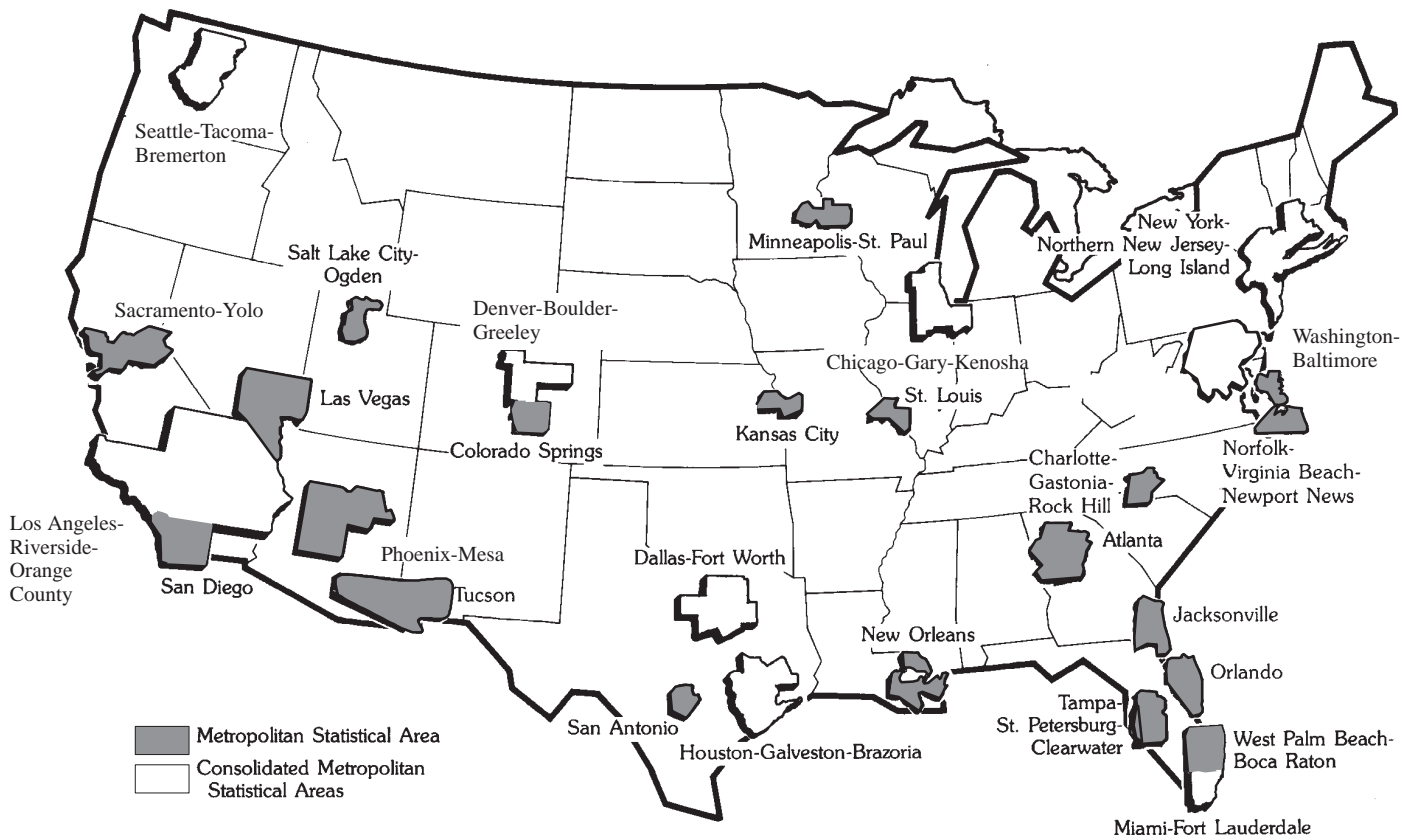 Seattle-Tacoma-
Bremerton
Minneapolis-St. Paul
New York-
Northern New Jersey-
Long Island
Salt Lake City-
Ogden
Sacramento-Yolo
Denver-Boulder-
Greeley
Washington-
Baltimore
Chicago-Gary-Kenosha
St. Louis
Las Vegas
Kansas City
Colorado Springs
Norfolk-
Virginia Beach-
Newport News
Charlotte-
Gastonia-
Rock Hill
Los Angeles-
Riverside-
Orange
County
Atlanta
Phoenix-Mesa
Dallas-Fort Worth
San Diego
Tucson
Jacksonville
New Orleans
Orlando
Tampa-
St. Petersburg-
Clearwater
San Antonio
Houston-Galveston-Brazoria
West Palm Beach-
Boca Raton
Metropolitan Statistical Area
Consolidated Metropolitan
Statistical Areas
Miami-Fort Lauderdale